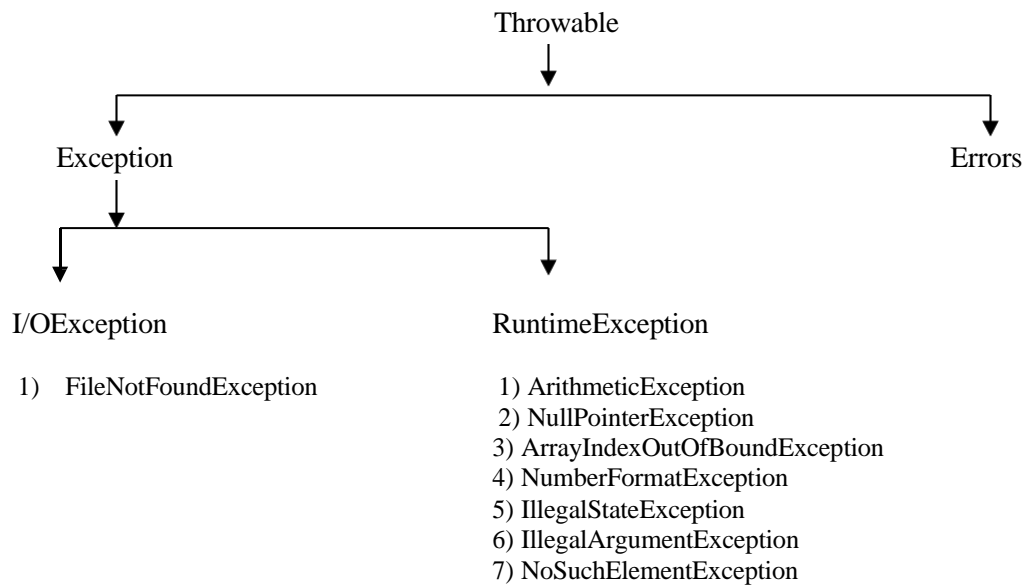 Throwable
Exception
Errors
I/OException
RuntimeException
1) FileNotFoundException
1) ArithmeticException
2) NullPointerException
3) ArrayIndexOutOfBoundException
4) NumberFormatException
5) IllegalStateException
6) IllegalArgumentException
7) NoSuchElementException